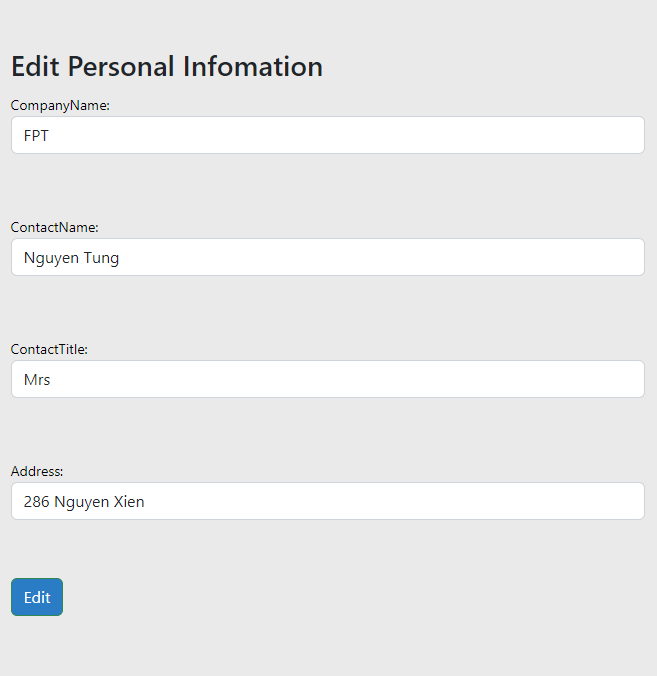 Edit Personal Infomation
CompanyName:
FPT
ContactName:
Nguyen Tung
ContactTitle:
Mrs
Address:
286 Nguyen Xien
Edit